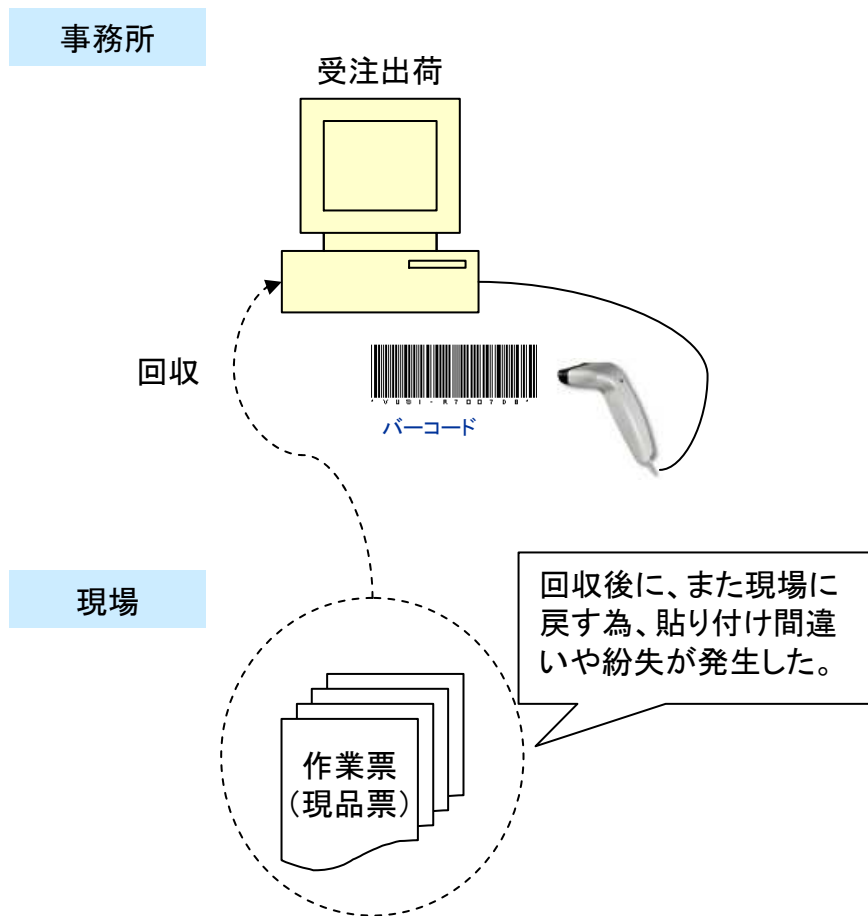 事務所
受注出荷
回収
バーコード
現場
回収後に、また現場に
戻す為、貼り付け間違
いや紛失が発生した。
作業票
(現品票)